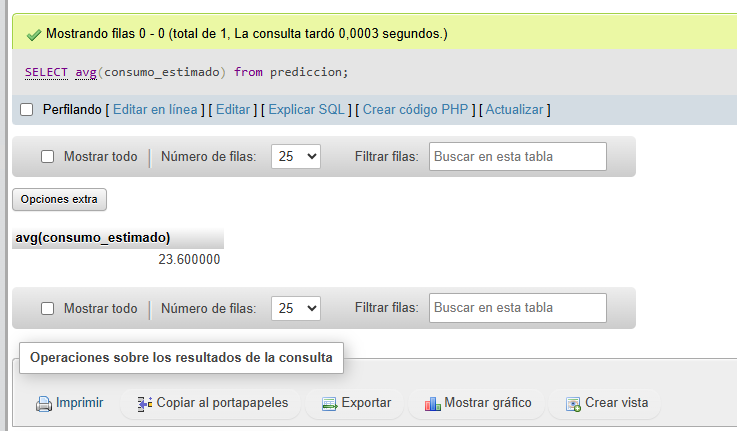 Mostrando filas 0 - 0 (total de 1, La consulta tardó 0,0003 segundos.)
SELECT avg(consumo_estimado) from prediccion;
Perfilando [ Editar en línea ] [ Editar ] [ Explicar SQL ] [ Crear código PHP ] [ Actualizar ]
Mostrar todo Número de filas: 25 Filtrar filas: Buscar en esta tabla
Opciones extra
avg(consumo_estimado)
23.600000
Mostrar todo Número de filas: 25 Filtrar filas: Buscar en esta tabla
Operaciones sobre los resultados de la consulta
Imprimir Copiar al portapapeles Exportar Mostrar gráfico Crear vista